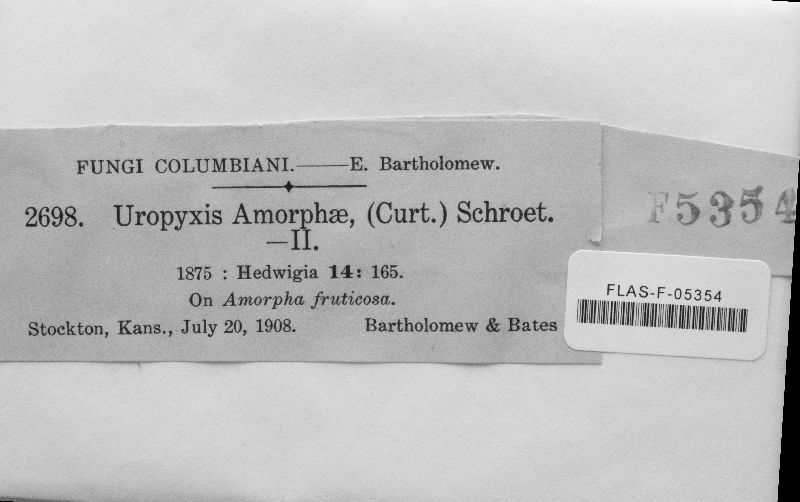 FUNGI COLUMBIANI.——E. Bartholomew.
2698. Uropyxis Amorphæ, (Curt.) Schroet.
—II.
1875 : Hedwigia 14: 165.
On Amorpha fruticosa.
Stockton, Kans., July 20, 1908. Bartholomew & Bates
F5354
FLAS-F-05354